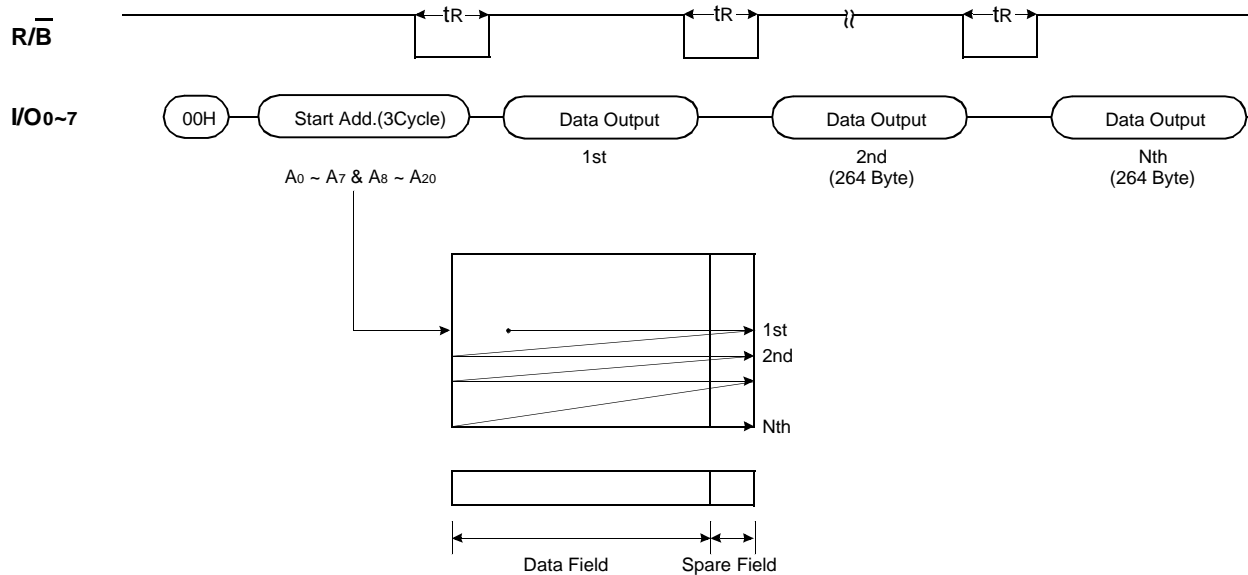 tR tR tR
R/B
I/O0~7 00H Start Add.(3Cycle) Data Output Data Output Data Output
1st 2nd Nth
(264 Byte) (264 Byte)
A0 ~ A7 & A8 ~ A20
1st
2nd
Nth
Data Field Spare Field